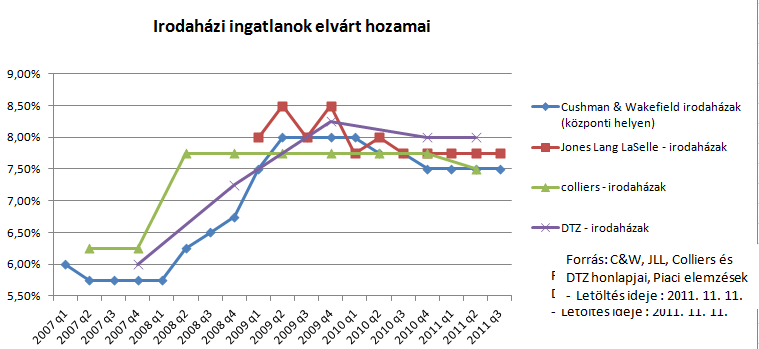 Irodaházi ingatlanok elvárt hozamai
9,00%
8,50%
8,00%
7,50%
7,00%
6,50%
6,00%
5,50%
2007 q1
2007 q2
2007 q3
2007 q4
2008 q1
2008 q2
2008 q3
2008 q4
2009 q1
2009 q2
2009 q3
2009 q4
2010 q1
2010 q2
2010 q3
2010 q4
2011 q1
2011 q2
2011 q3
Cushman & Wakefield irodaházak
(központi helyen)
Jones Lang LaSelle - irodaházak
colliers - irodaházak
DTZ - irodaházak
Forrás: C&W, JLL, Colliers és
DTZ honlapjai, Piaci elemzések
- Letöltés ideje : 2011. 11. 11.
- Letöltés ideje : 2011. 11. 11.